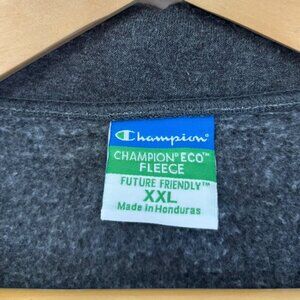 Champion
CHAMPION® ECO™
FLEECE
FUTURE FRIENDLY™
XXL
Made in Honduras